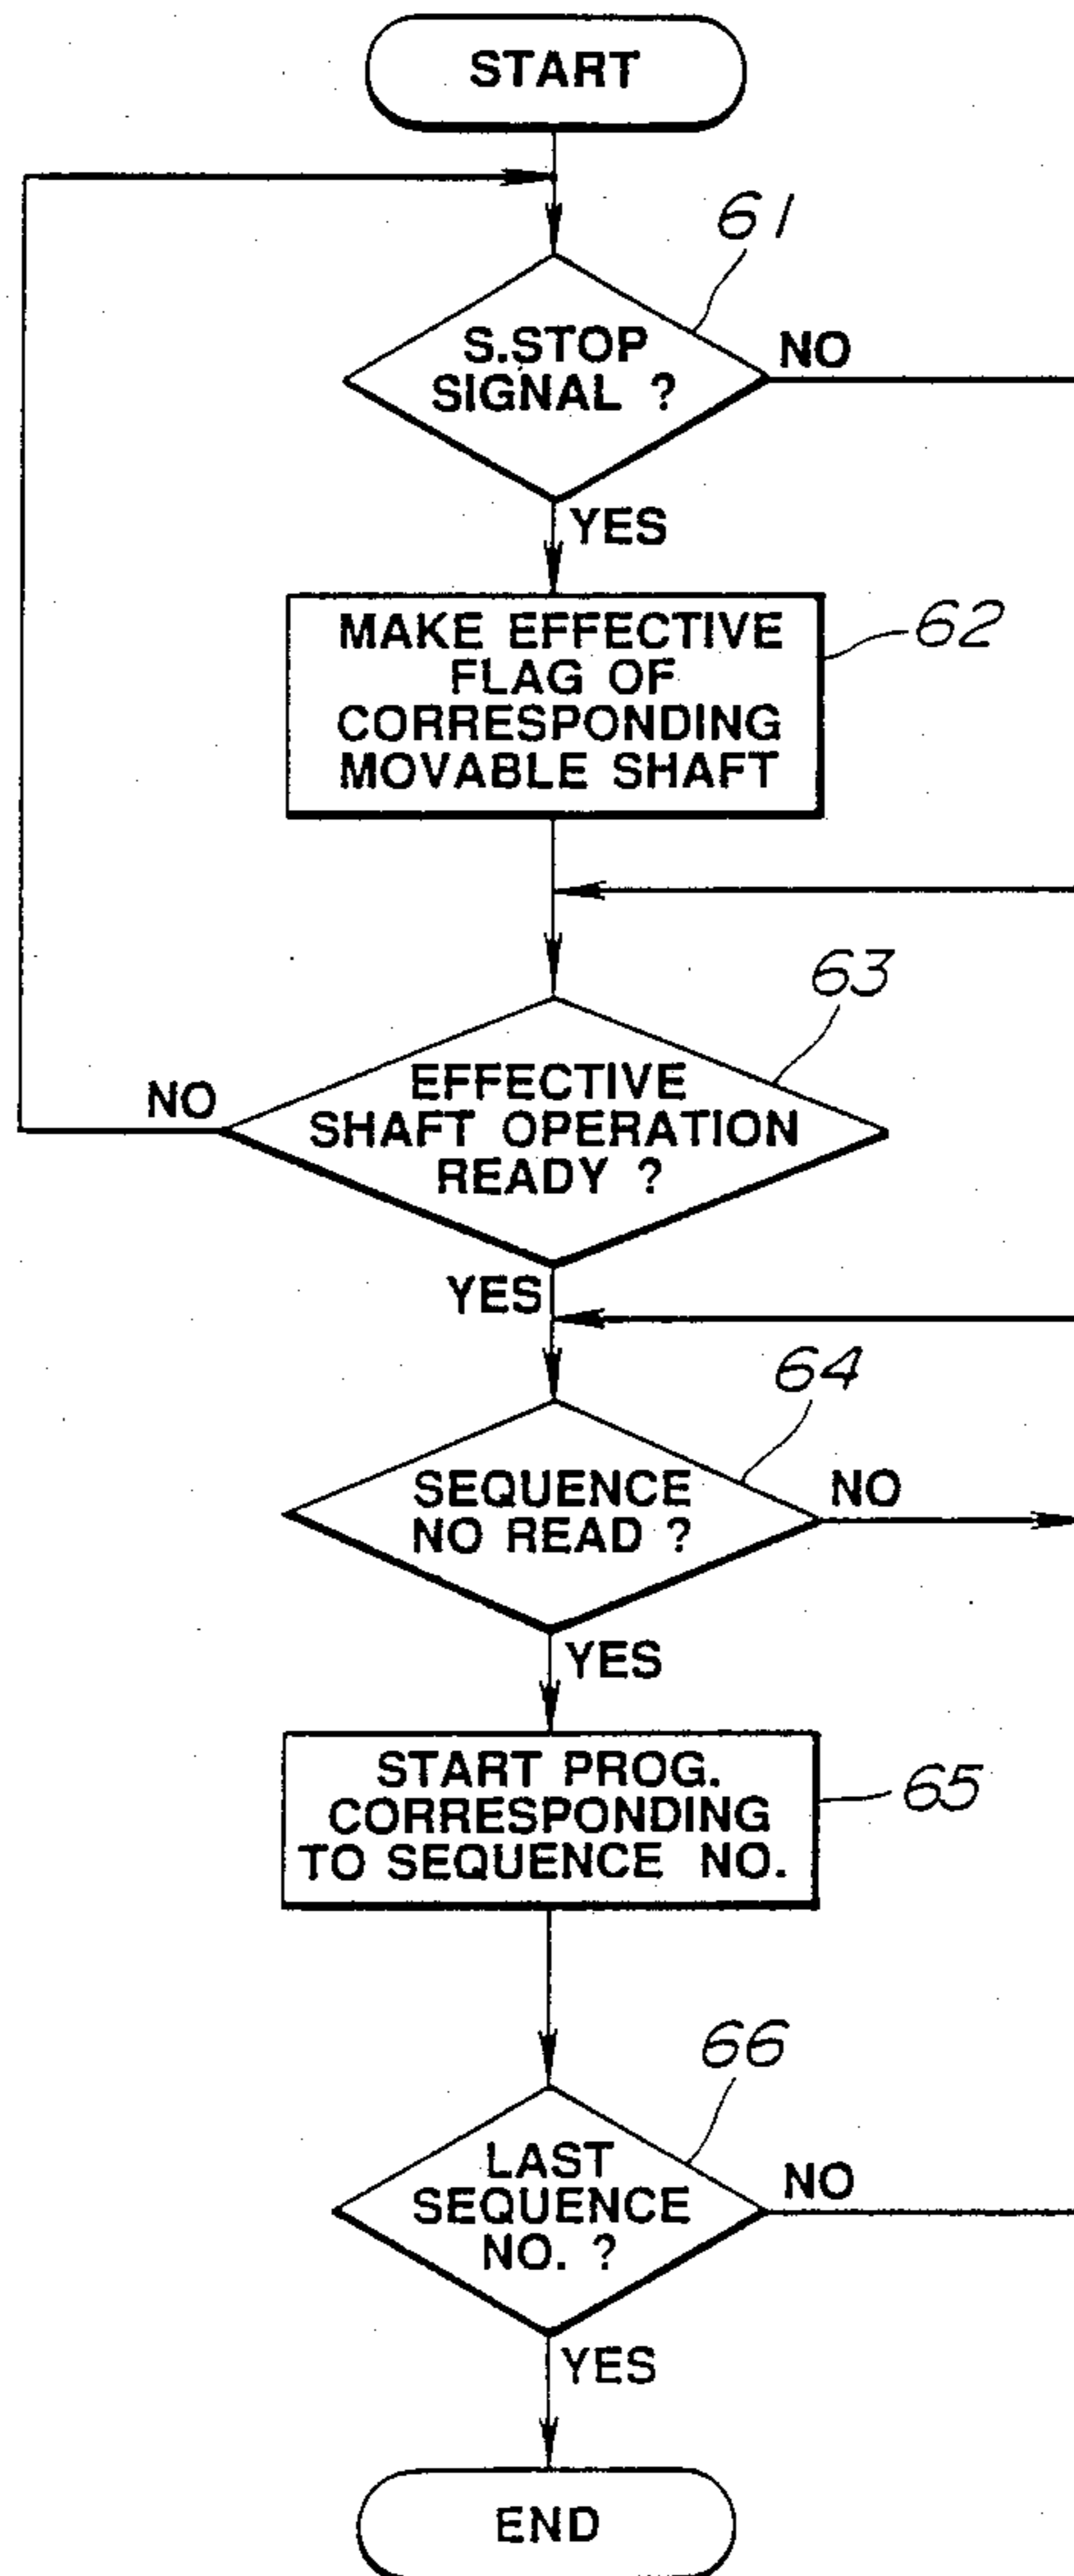 START
61
S.STOP
SIGNAL ?
NO
YES
MAKE EFFECTIVE
FLAG OF
CORRESPONDING
MOVABLE SHAFT
62
63
EFFECTIVE
SHAFT OPERATION
READY ?
NO
YES
64
SEQUENCE
NO READ ?
NO
YES
START PROG.
CORRESPONDING
TO SEQUENCE NO.
65
66
LAST
SEQUENCE
NO. ?
NO
YES
END